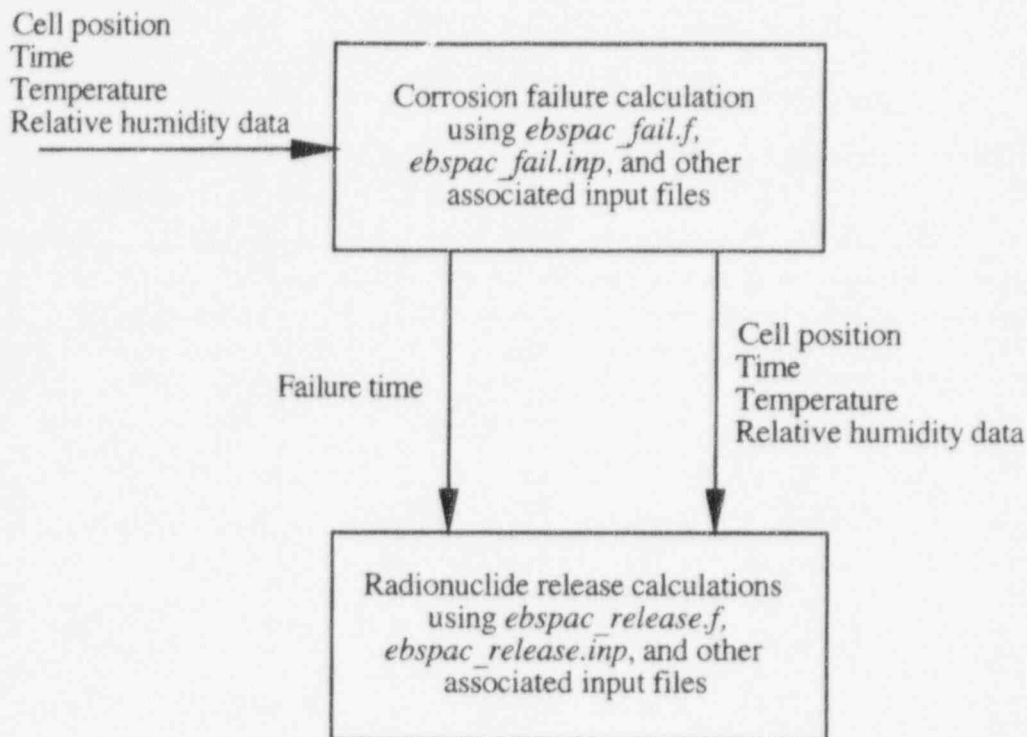 Cell position
Time
Temperature
Relative humidity data
Corrosion failure calculation
using ebspac_fail.f,
ebspac_fail.inp, and other
associated input files
Failure time
Cell position
Time
Temperature
Relative humidity data
Radionuclide release calculations
using ebspac_release.f,
ebspac_release.inp, and other
associated input files